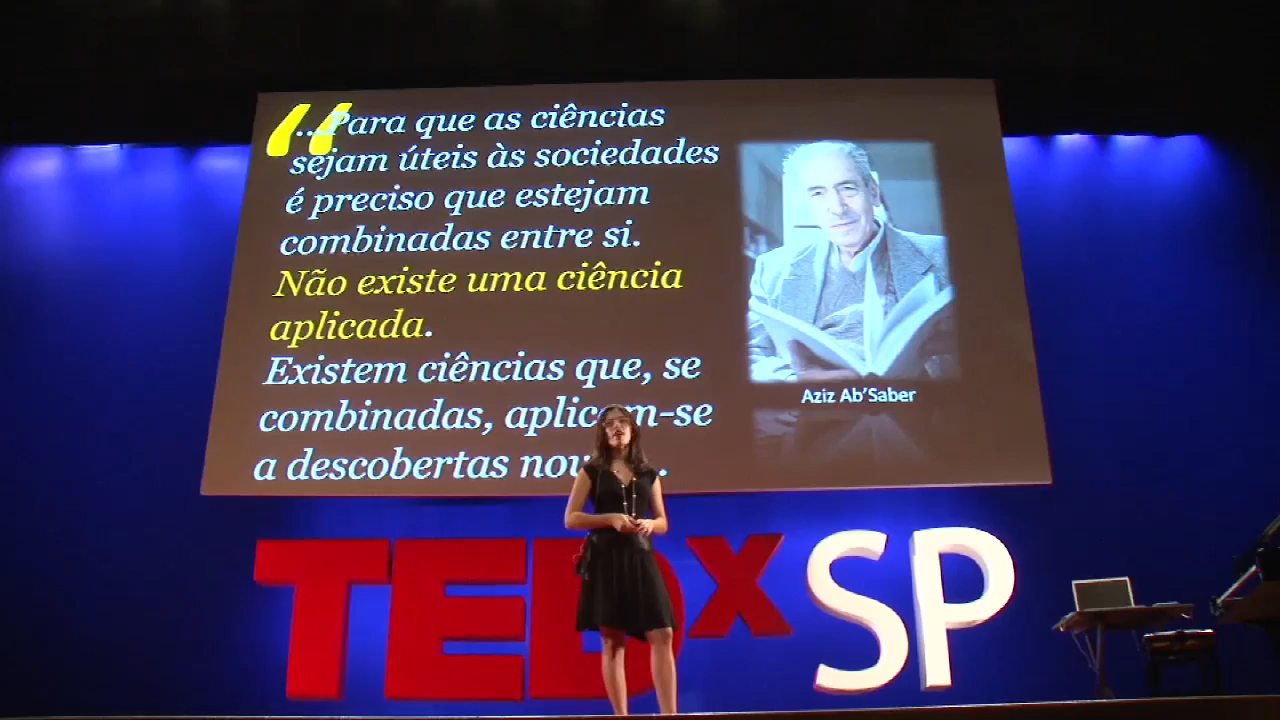 “...Para que as ciências
sejam úteis às sociedades
é preciso que estejam
combinadas entre si.
Não existe uma ciência
aplicada.
Existem ciências que, se
combinadas, aplicam-se
a descobertas
Aziz Ab’Saber
TEDxSP